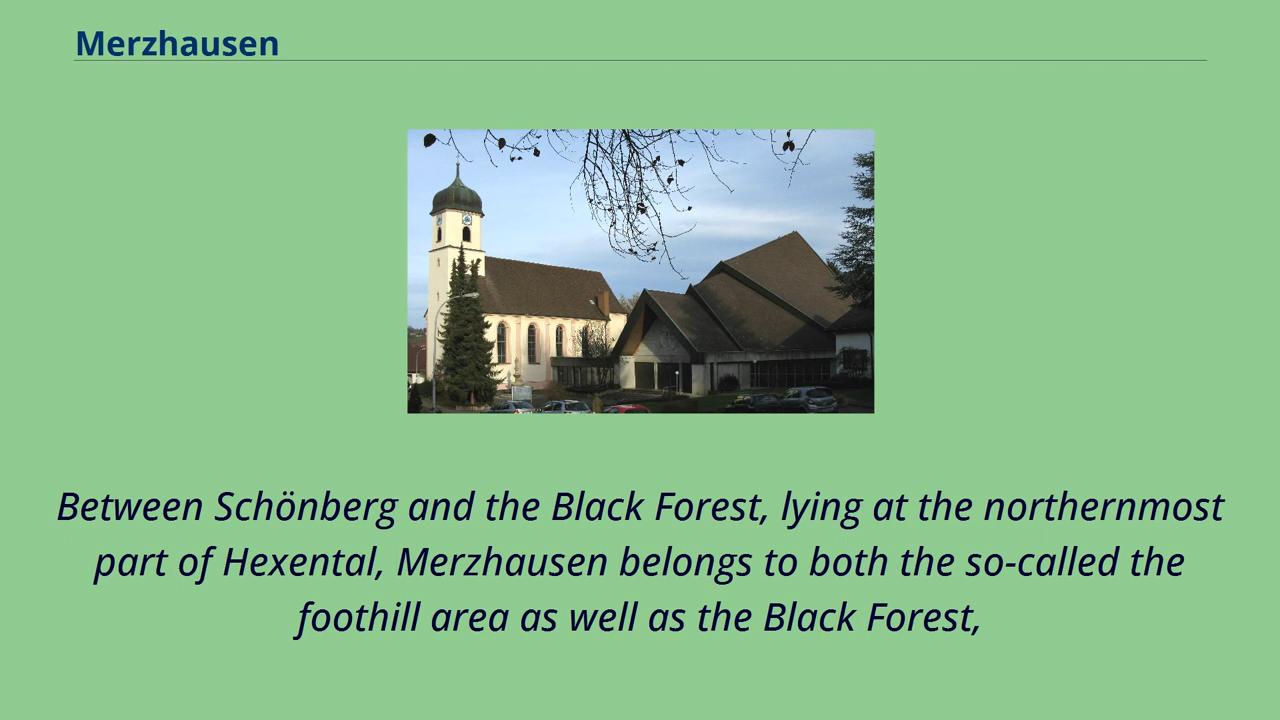 Merzhausen
Between Schönberg and the Black Forest, lying at the northernmost
part of Hexental, Merzhausen belongs to both the so-called the
foothill area as well as the Black Forest,